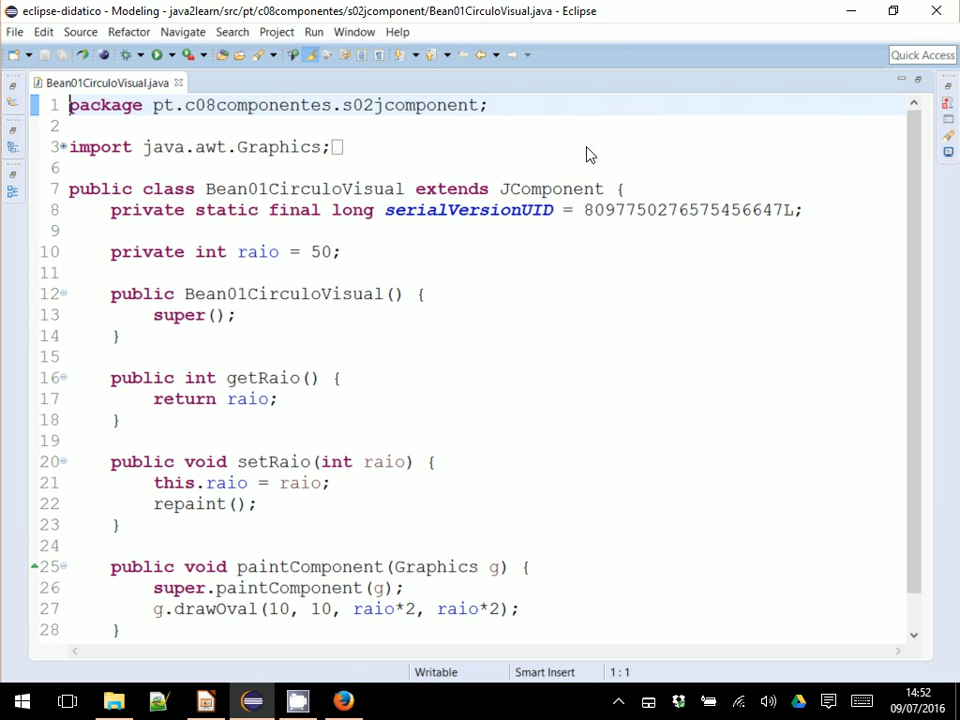 eclipse-didatico - Modeling - java2learn/src/pt/c08componentes/s02jcomponent/Bean01CirculoVisual.java - Eclipse
File Edit Source Refactor Navigate Search Project Run Window Help
Quick Access
Bean01CirculoVisual.java
1 package pt.c08componentes.s02jcomponent;
2
3 import java.awt.Graphics;
6
7 public class Bean01CirculoVisual extends JComponent {
8 private static final long serialVersionUID = 8097750276575456647L;
9
10 private int raio = 50;
11
12 public Bean01CirculoVisual() {
13 super();
14 }
15
16 public int getRaio() {
17 return raio;
18 }
19
20 public void setRaio(int raio) {
21 this.raio = raio;
22 repaint();
23 }
24
25 public void paintComponent(Graphics g) {
26 super.paintComponent(g);
27 g.drawOval(10, 10, raio*2, raio*2);
28 }
Writable Smart Insert 1 : 1
14:52
09/07/2016